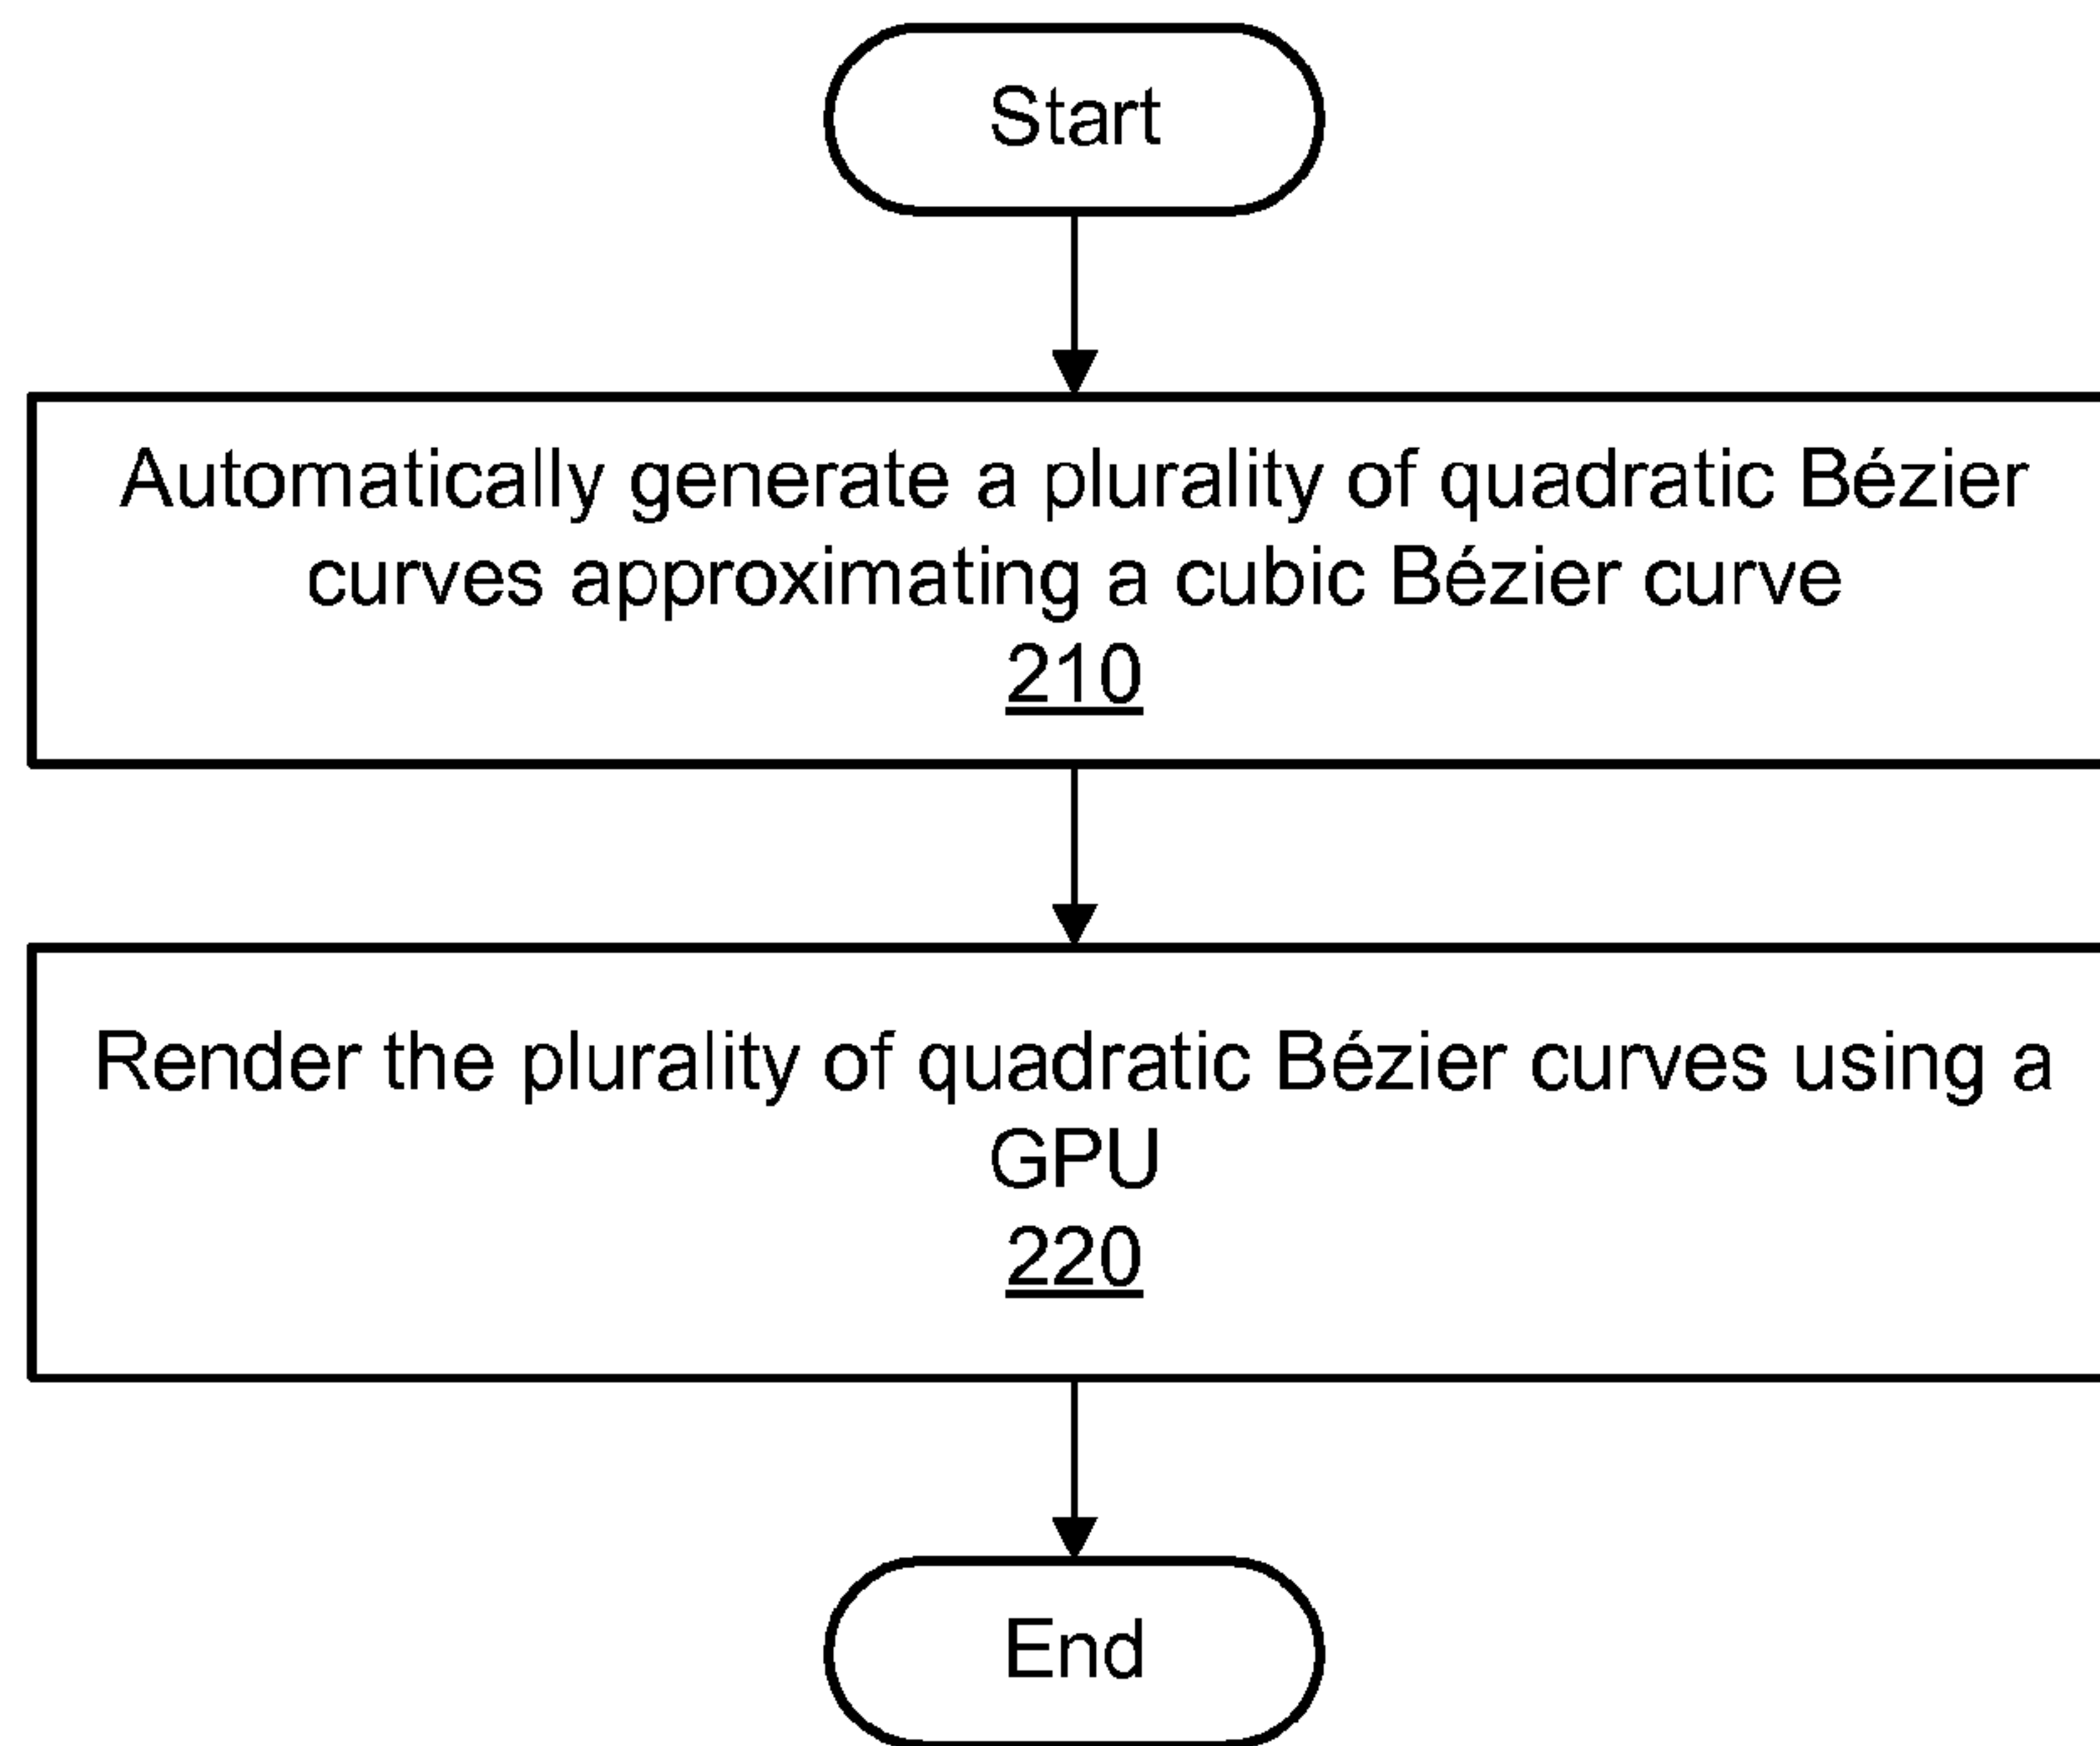 Start
Automatically generate a plurality of quadratic Bézier
curves approximating a cubic Bézier curve
210
Render the plurality of quadratic Bézier curves using a
GPU
220
End